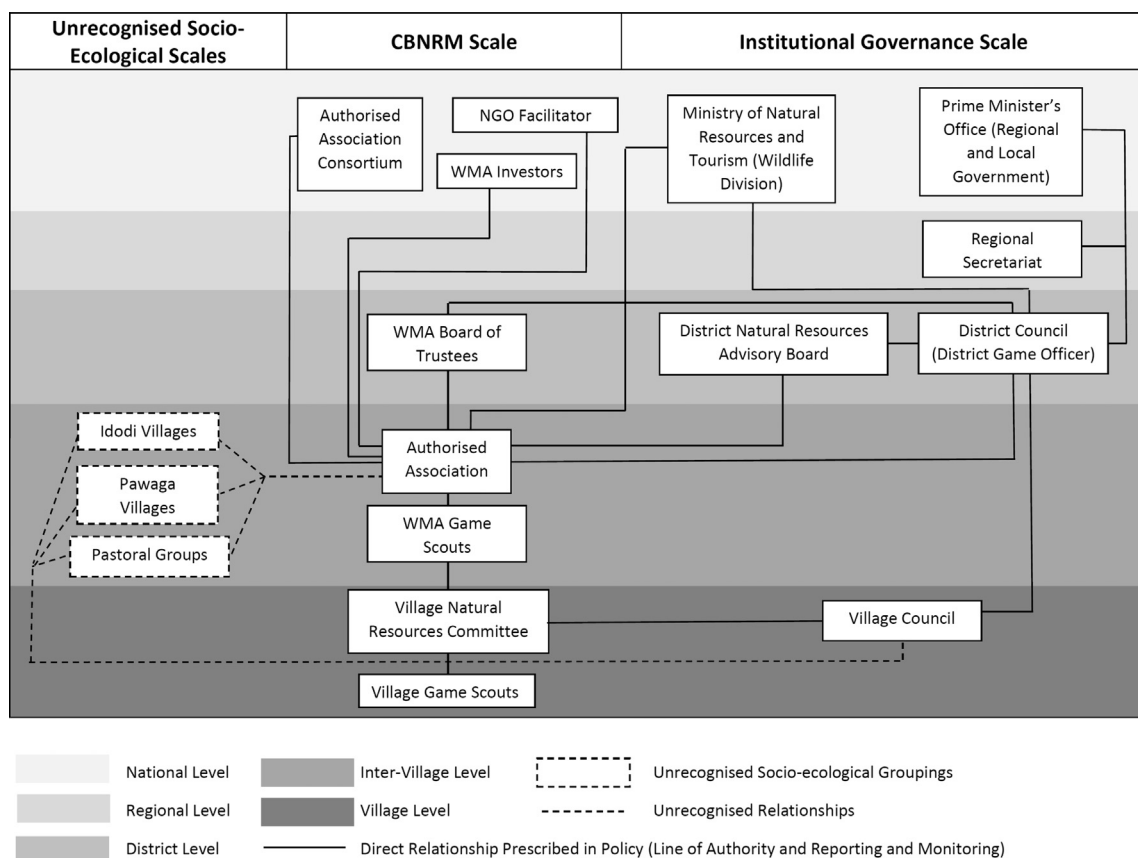 Unrecognised Socio-
Ecological Scales
CBNRM Scale
Institutional Governance Scale
Authorised
Association
Consortium
NGO Facilitator
WMA Investors
Ministry of Natural
Resources and
Tourism (Wildlife
Division)
Prime Minister's
Office (Regional
and Local
Government)
Regional
Secretariat
WMA Board of
Trustees
District Natural Resources
Advisory Board
District Council
(District Game Officer)
Idodi Villages
Pawaga
Villages
Pastoral Groups
Authorised
Association
WMA Game
Scouts
Village Natural
Resources Committee
Village Council
Village Game Scouts
National Level
Inter-Village Level
Unrecognised Socio-ecological Groupings
Regional Level
Village Level
Unrecognised Relationships
District Level
Direct Relationship Prescribed in Policy (Line of Authority and Reporting and Monitoring)